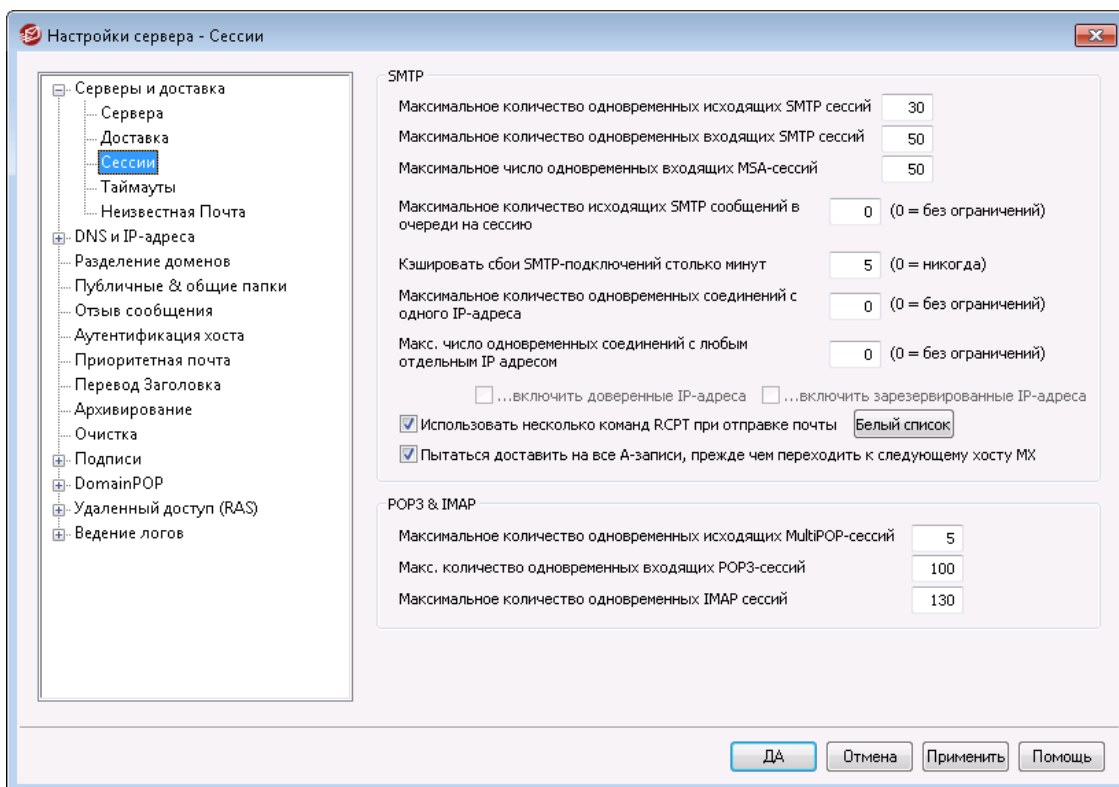 Настройки сервера - Сессии
Серверы и доставка
Сервера
Доставка
Сессии
Таймауты
Неизвестная Почта
DNS и IP-адреса
Разделение доменов
Публичные & общие папки
Отзыв сообщения
Аутентификация хоста
Приоритетная почта
Перевод Заголовка
Архивирование
Очистка
Подписи
DomainPOP
Удаленный доступ (RAS)
Ведение логов
SMTP
Максимальное количество одновременных исходящих SMTP сессий 30
Максимальное количество одновременных входящих SMTP сессий 50
Максимальное число одновременных входящих MSA-сессий 50
Максимальное количество исходящих SMTP сообщений в
очереди на сессию 0 (0 = без ограничений)
Кэшировать сбои SMTP-подключений столько минут 5 (0 = никогда)
Максимальное количество одновременных соединений с
одного IP-адреса 0 (0 = без ограничений)
Макс. число одновременных соединений с любым
отдельным IP адресом 0 (0 = без ограничений)
...включить доверенные IP-адреса ...включить зарезервированные IP-адреса
Использовать несколько команд RCPT при отправке почты Белый список
Пытаться доставить на все A-записи, прежде чем переходить к следующему хосту MX
POP3 & IMAP
Максимальное количество одновременных исходящих MultiPOP-сессий 5
Макс. количество одновременных входящих POP3-сессий 100
Максимальное количество одновременных IMAP сессий 130
ДА Отмена Применить Помощь